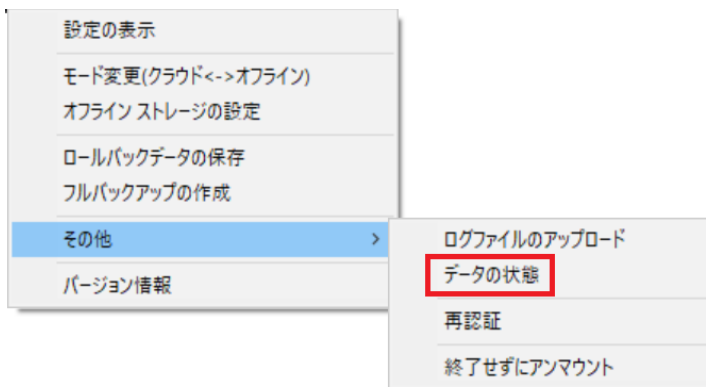 設定の表示
モード変更(クラウド<->オフライン)
オフライン ストレージの設定
ロールバックデータの保存
フルバックアップの作成
その他 >
バージョン情報
ログファイルのアップロード
データの状態
再認証
終了せずにアンマウント